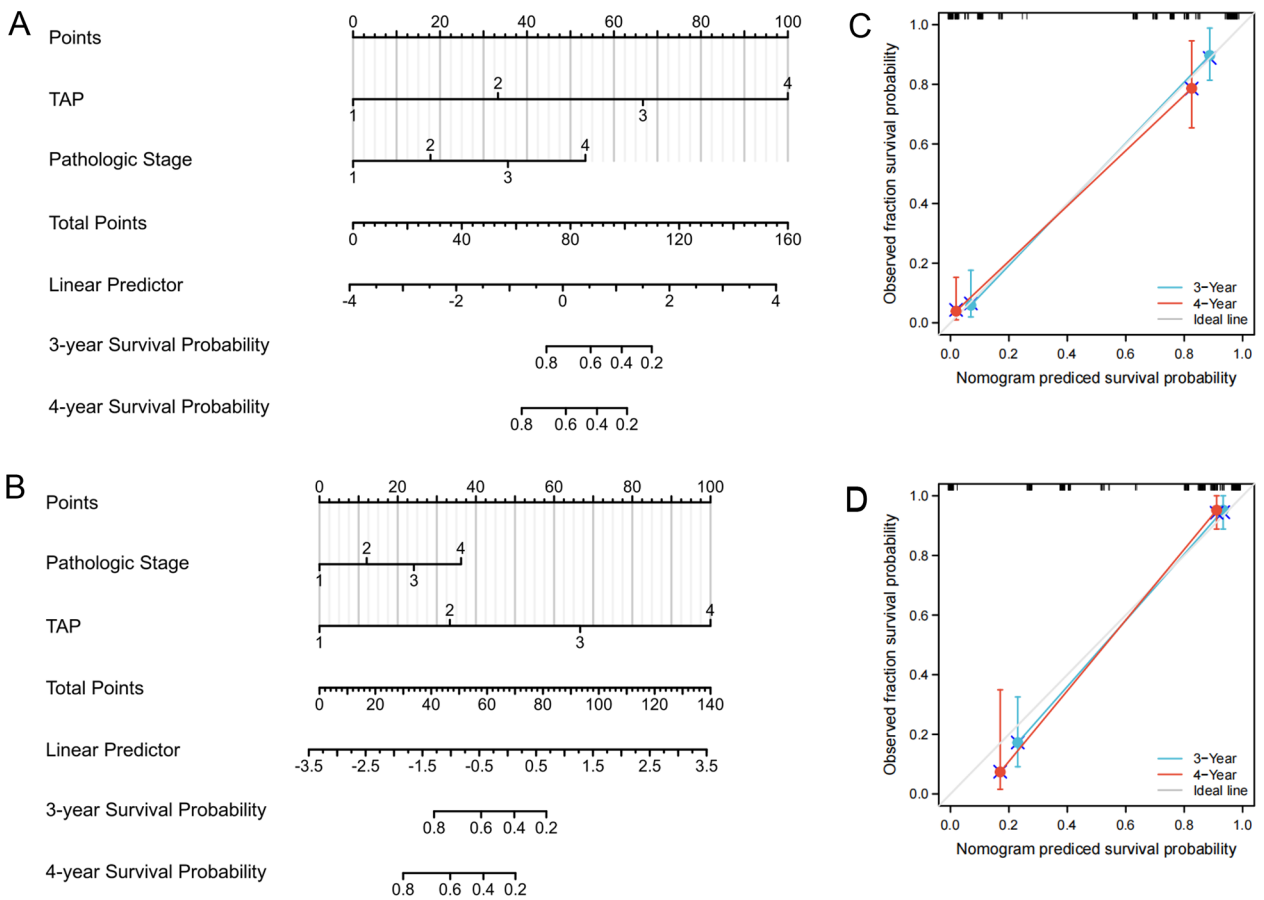 A
Points
0 20 40 60 80 100
TAP
1 2 3 4
Pathologic Stage
1 2 3 4
Total Points
0 40 80 120 160
Linear Predictor
-4 -2 0 2 4
3-year Survival Probability
0.8 0.6 0.4 0.2
4-year Survival Probability
0.8 0.6 0.4 0.2
C
Observed fraction survival probability
1.0
0.8
0.6
0.4
0.2
0.0
3-Year
4-Year
Ideal line
0.0 0.2 0.4 0.6 0.8 1.0
Nomogram prediced survival probability
B
Points
0 20 40 60 80 100
Pathologic Stage
1 2 3 4
TAP
1 2 3 4
Total Points
0 20 40 60 80 100 120 140
Linear Predictor
-3.5 -2.5 -1.5 -0.5 0.5 1.5 2.5 3.5
3-year Survival Probability
0.8 0.6 0.4 0.2
4-year Survival Probability
0.8 0.6 0.4 0.2
D
Observed fraction survival probability
1.0
0.8
0.6
0.4
0.2
0.0
3-Year
4-Year
Ideal line
0.0 0.2 0.4 0.6 0.8 1.0
Nomogram prediced survival probability